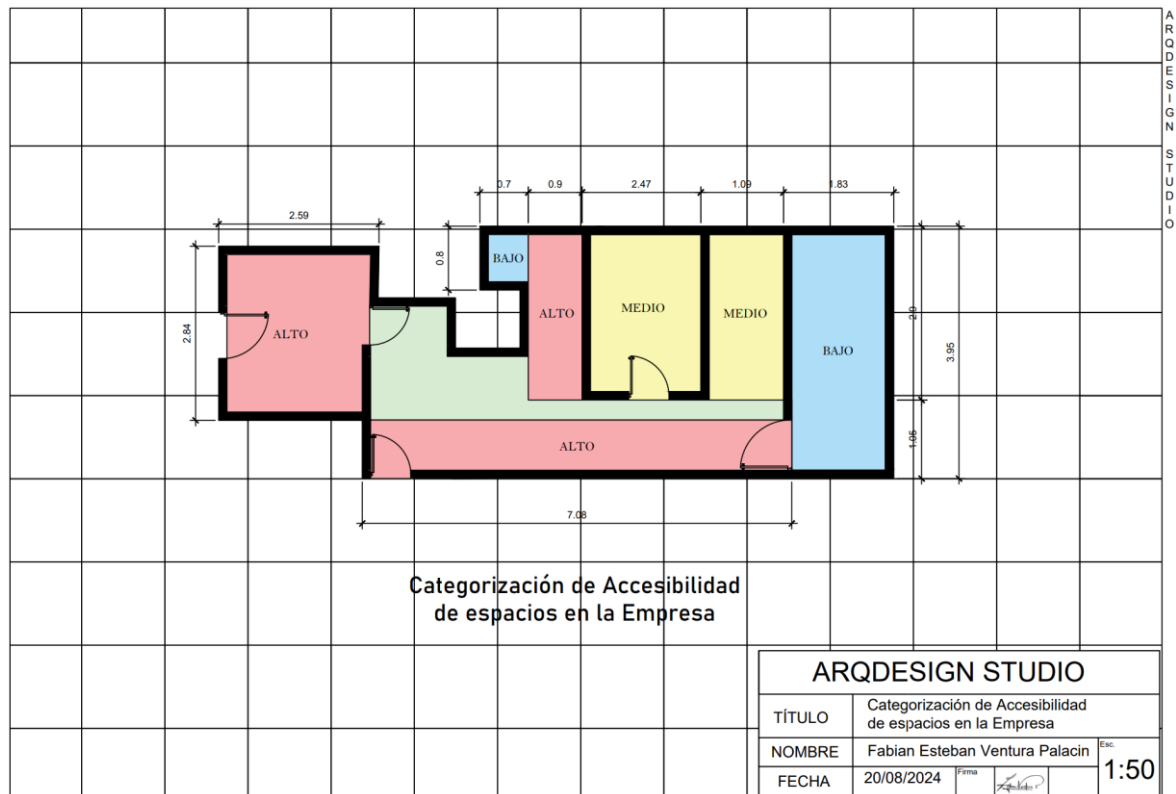 ARQDESIGN STUDIO
0.7
0.9
2.47
1.09
1.83
2.59
0.8
2.84
2.9
3.95
1.05
7.08
BAJO
ALTO
MEDIO
MEDIO
ALTO
BAJO
ALTO
Categorización de Accesibilidad
de espacios en la Empresa
ARQDESIGN STUDIO
TÍTULO
Categorización de Accesibilidad
de espacios en la Empresa
NOMBRE
Fabian Esteban Ventura Palacin
Esc.
1:50
FECHA
20/08/2024
Firma